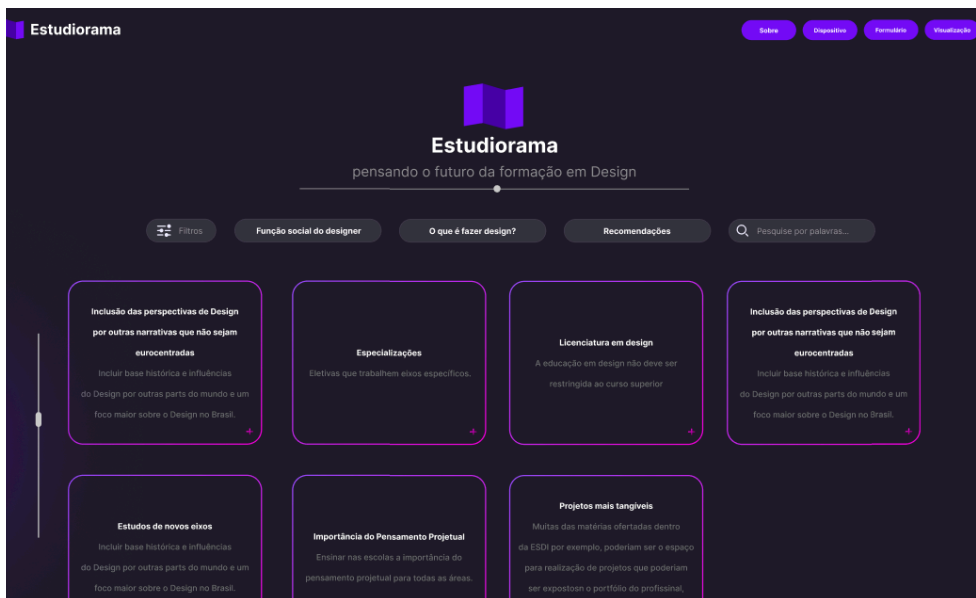 Estudiorama
Sobre
Dispositivo
Formulário
Visualização
Estudiorama
pensando o futuro da formação em Design
Filtros
Função social do designer
O que é fazer design?
Recomendações
Pesquise por palavras...
Inclusão das perspectivas de Design
por outras narrativas que não sejam
eurocentradas
Incluir base histórica e influências
do Design por outras partes do mundo e um
foco maior sobre o Design no Brasil.
+
Especializações
Eletivas que trabalhem eixos específicos.
+
Licenciatura em design
A educação em design não deve ser
restringida ao curso superior
+
Inclusão das perspectivas de Design
por outras narrativas que não sejam
eurocentradas
Incluir base histórica e influências
do Design por outras partes do mundo e um
foco maior sobre o Design no Brasil.
+
Estudos de novos eixos
Incluir base histórica e influências
do Design por outras partes do mundo e um
foco maior sobre o Design no Brasil.
Importância do Pensamento Projetual
Ensinar nas escolas a importância do
pensamento projetual para todas as áreas.
Projetos mais tangíveis
Muitas das matérias ofertadas dentro
da ESDI por exemplo, poderiam ser o espaço
para realização de projetos que poderiam
ser expostosn o portfólio do profissinal,